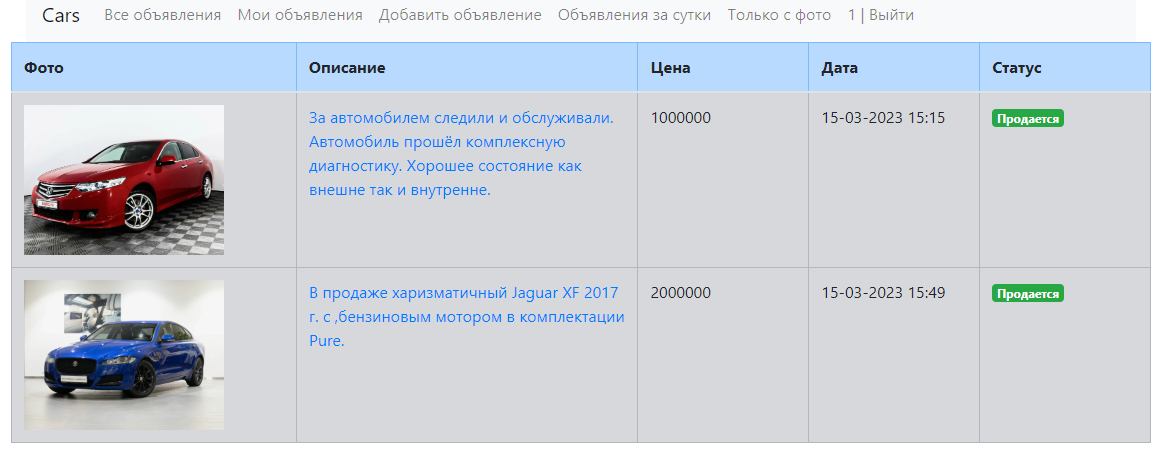 Cars Все объявления Мои объявления Добавить объявление Объявления за сутки Только с фото 1 | Выйти
Фото Описание Цена Дата Статус
За автомобилем следили и обслуживали. 1000000 15-03-2023 15:15 Продается
Автомобиль прошёл комплексную
диагностику. Хорошее состояние как
внешне так и внутренне.
В продаже харизматичный Jaguar XF 2017 2000000 15-03-2023 15:49 Продается
г. с ,бензиновым мотором в комплектации
Pure.